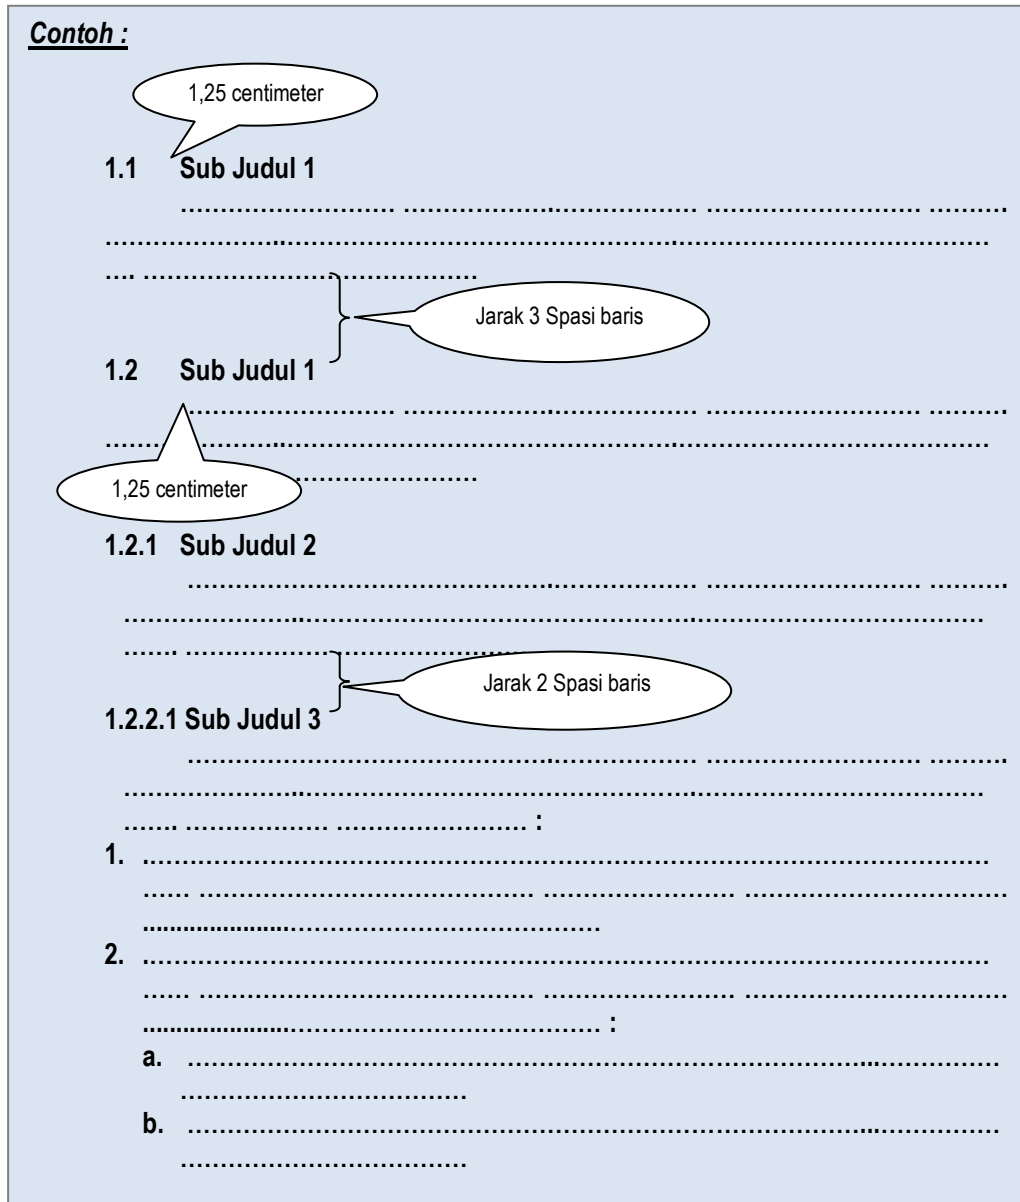 Contoh :
1,25 centimeter
1.1 Sub Judul 1
……………………… ………………..……………… ……………………… ……….
…………………..………………………………………….…………………………………
…. ……………………………………
Jarak 3 Spasi baris
1.2 Sub Judul 1
……………………… ………………..……………… ……………………… ……….
…………………..………………………………………….…………………………………
……………………
1,25 centimeter
1.2.1 Sub Judul 2
………………………………………..……………… ……………………… ……….
…………………..………………………………………….………………………………
……. ……………………………………
Jarak 2 Spasi baris
1.2.2.1 Sub Judul 3
………………………………………..……………… ……………………… ……….
…………………..………………………………………….………………………………
……. ……………… …………………… :
1. ..……………………………………………………………………………………………
…… …………………………………… …………………… ……………………………
......................…………………………………
2. ..……………………………………………………………………………………………
…… …………………………………… …………………… ……………………………
......................………………………………… :
a. …………………………………………………………………………...……………
………………………………
b. …………………………………………………………………………...……………
………………………………